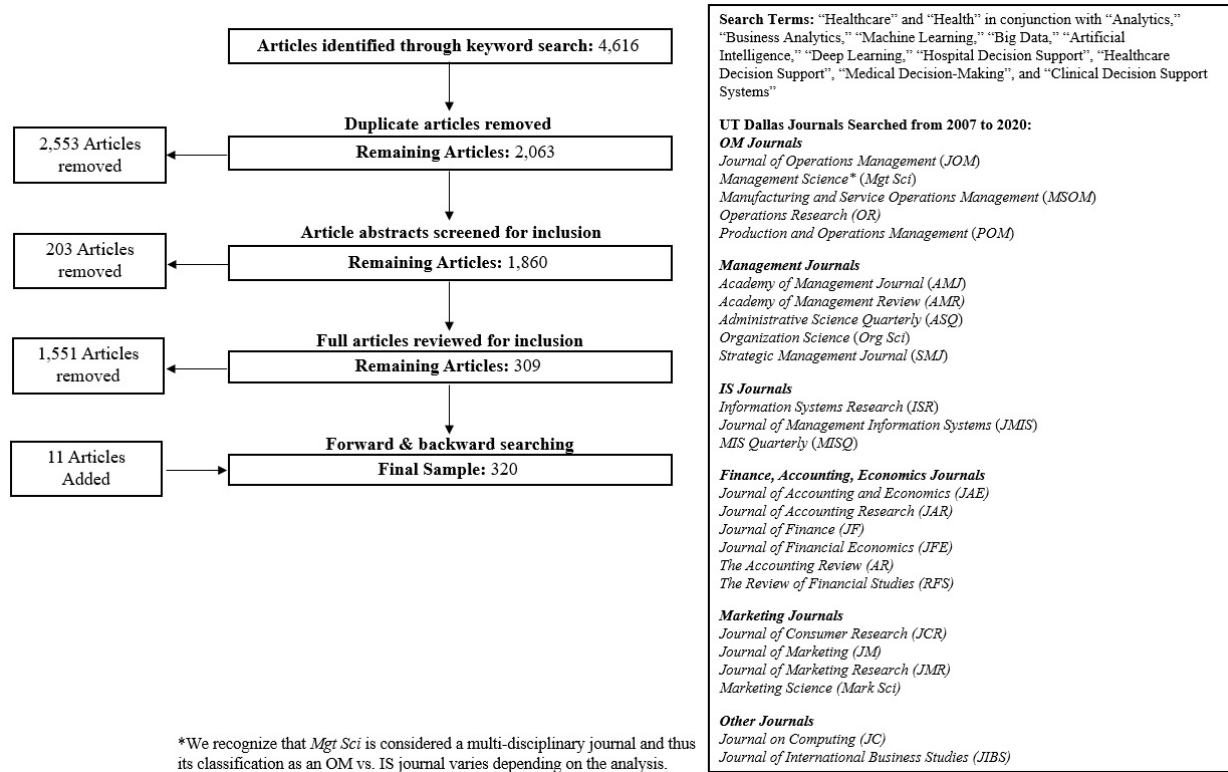 Articles identified through keyword search: 4,616
Duplicate articles removed
2,553 Articles
removed
Remaining Articles: 2,063
Article abstracts screened for inclusion
203 Articles
removed
Remaining Articles: 1,860
Full articles reviewed for inclusion
1,551 Articles
removed
Remaining Articles: 309
Forward & backward searching
11 Articles
Added
Final Sample: 320
*We recognize that Mgt Sci is considered a multi-disciplinary journal and thus
its classification as an OM vs. IS journal varies depending on the analysis.
Search Terms: “Healthcare” and “Health” in conjunction with “Analytics,”
“Business Analytics,” “Machine Learning,” “Big Data,” “Artificial
Intelligence,” “Deep Learning,” “Hospital Decision Support”, “Healthcare
Decision Support”, “Medical Decision-Making”, and “Clinical Decision Support
Systems”
UT Dallas Journals Searched from 2007 to 2020:
OM Journals
Journal of Operations Management (JOM)
Management Science* (Mgt Sci)
Manufacturing and Service Operations Management (MSOM)
Operations Research (OR)
Production and Operations Management (POM)
Management Journals
Academy of Management Journal (AMJ)
Academy of Management Review (AMR)
Administrative Science Quarterly (ASQ)
Organization Science (Org Sci)
Strategic Management Journal (SMJ)
IS Journals
Information Systems Research (ISR)
Journal of Management Information Systems (JMIS)
MIS Quarterly (MISQ)
Finance, Accounting, Economics Journals
Journal of Accounting and Economics (JAE)
Journal of Accounting Research (JAR)
Journal of Finance (JF)
Journal of Financial Economics (JFE)
The Accounting Review (AR)
The Review of Financial Studies (RFS)
Marketing Journals
Journal of Consumer Research (JCR)
Journal of Marketing (JM)
Journal of Marketing Research (JMR)
Marketing Science (Mark Sci)
Other Journals
Journal on Computing (JC)
Journal of International Business Studies (JIBS)